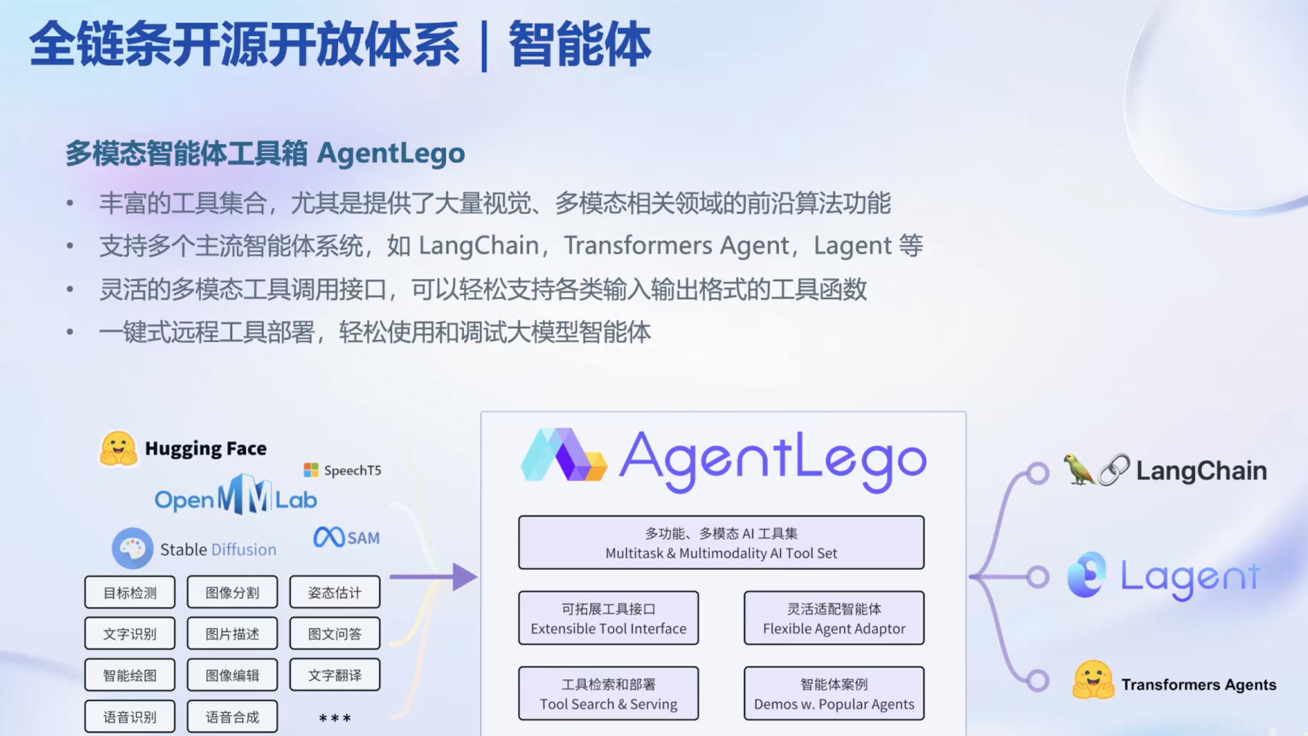 全链条开源开放体系 | 智能体
多模态智能体工具箱 AgentLego
• 丰富的工具集合，尤其是提供了大量视觉、多模态相关领域的前沿算法功能
• 支持多个主流智能体系统，如 LangChain，Transformers Agent，Lagent 等
• 灵活的多模态工具调用接口，可以轻松支持各类输入输出格式的工具函数
• 一键式远程工具部署，轻松使用和调试大模型智能体
Hugging Face
SpeechT5
OpenMMLab
Stable Diffusion
SAM
目标检测 图像分割 姿态估计
文字识别 图片描述 图文问答
智能绘图 图像编辑 文字翻译
语音识别 语音合成 ***
AgentLego
多功能、多模态 AI 工具集
Multitask & Multimodality AI Tool Set
可拓展工具接口
Extensible Tool Interface
灵活适配智能体
Flexible Agent Adaptor
工具检索和部署
Tool Search & Serving
智能体案例
Demos w. Popular Agents
LangChain
Lagent
Transformers Agents